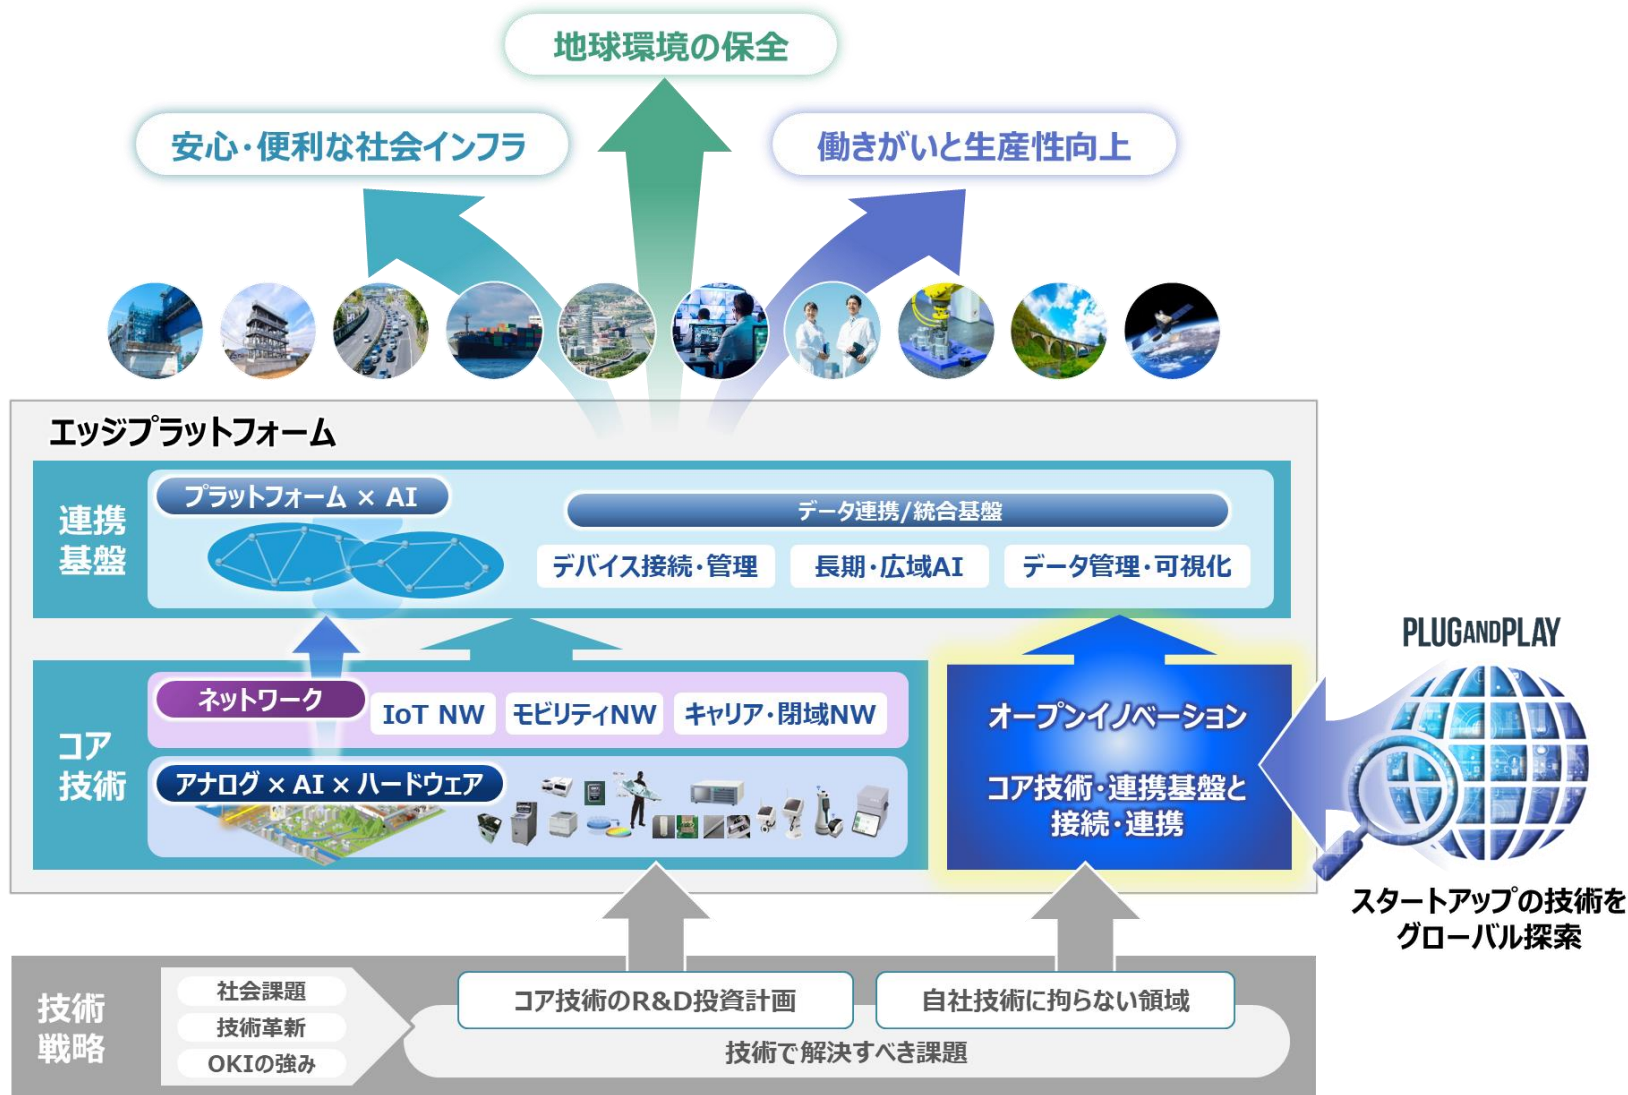 地球環境の保全
安心・便利な社会インフラ
働きがいと生産性向上
エッジプラットフォーム
連携
基盤
プラットフォーム × AI
データ連携/統合基盤
デバイス接続・管理
長期・広域AI
データ管理・可視化
コア
技術
ネットワーク
IoT NW
モビリティNW
キャリア・閉域NW
アナログ × AI × ハードウェア
オープンイノベーション
コア技術・連携基盤と
接続・連携
PLUGANDPLAY
スタートアップの技術を
グローバル探索
技術
戦略
社会課題
技術革新
OKIの強み
コア技術のR&D投資計画
自社技術に拘らない領域
技術で解決すべき課題